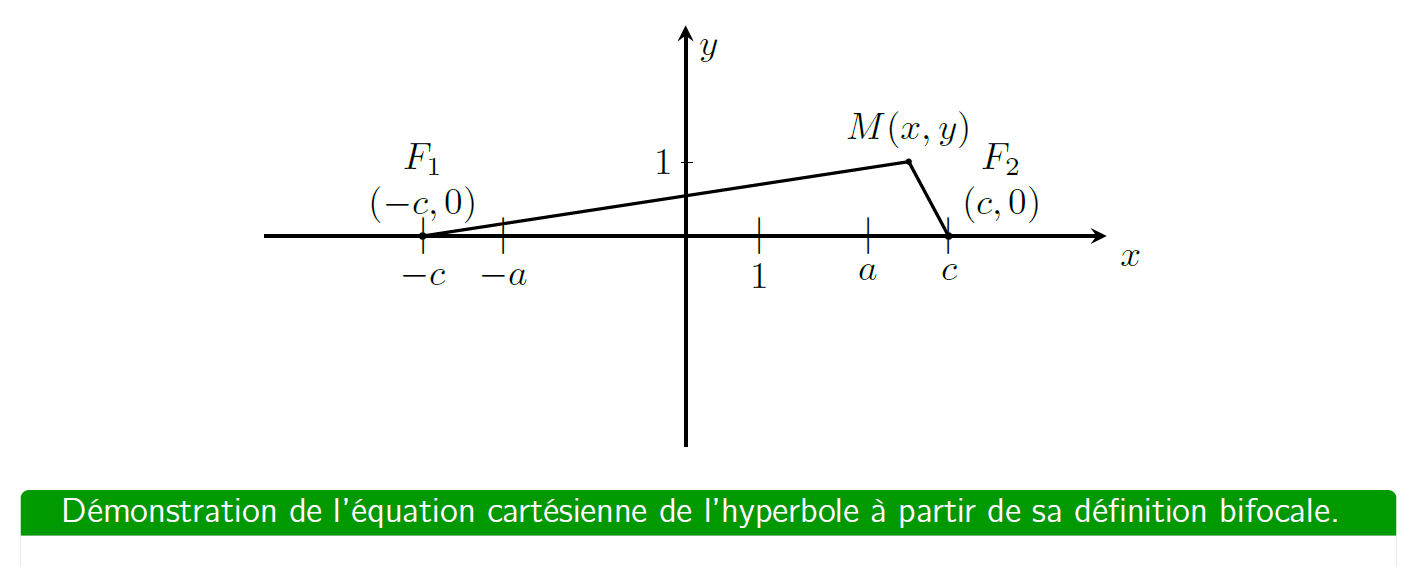 y
M(x, y)
F₁
1
F₂
(−c, 0)
(c, 0)
−c
−a
1
a
c
x
Démonstration de l'équation cartésienne de l'hyperbole à partir de sa définition bifocale.